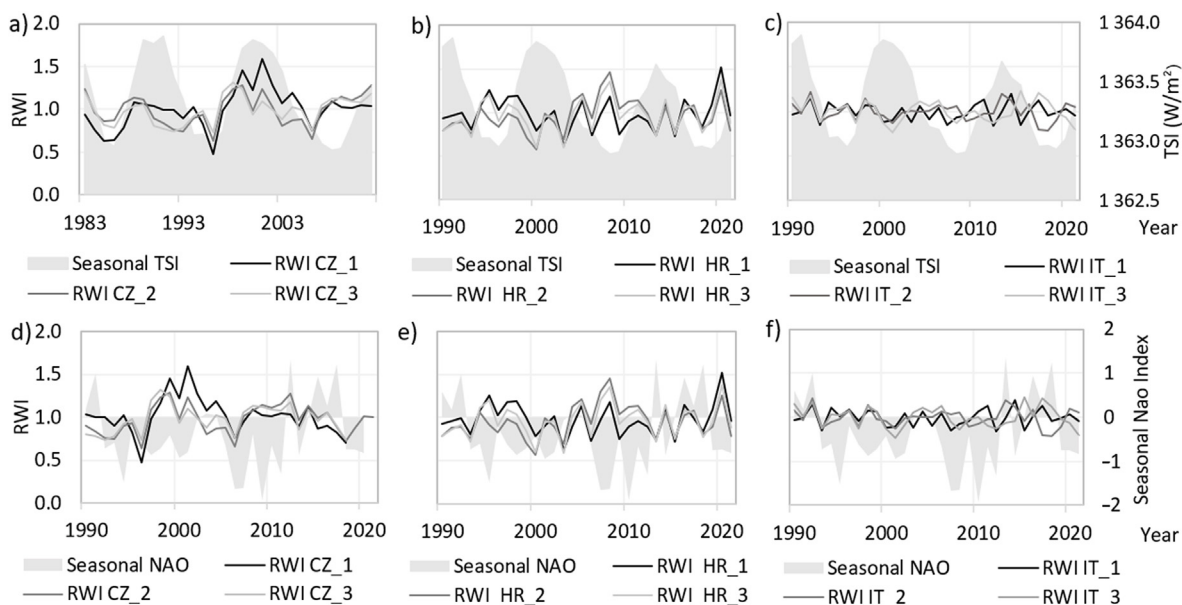 a) b) c)
2.0 1 364.0
1.5 1 363.5
RWI 1.0 TSI (W/m²)
0.5 1 363.0
0.0 1 362.5
1983 1993 2003 1990 2000 2010 2020 1990 2000 2010 2020 Year
Seasonal TSI RWI CZ_1 Seasonal TSI RWI HR_1 Seasonal TSI RWI IT_1
RWI CZ_2 RWI CZ_3 RWI HR_2 RWI HR_3 RWI IT_2 RWI IT_3
d) e) f)
2.0 2
1.5 1
RWI 1.0 0 Seasonal Nao Index
0.5 −1
0.0 −2
1990 2000 2010 2020 1990 2000 2010 2020 1990 2000 2010 2020 Year
Seasonal NAO RWI CZ_1 Seasonal NAO RWI HR_1 Seasonal NAO RWI IT_1
RWI CZ_2 RWI CZ_3 RWI HR_2 RWI HR_3 RWI IT_2 RWI IT_3